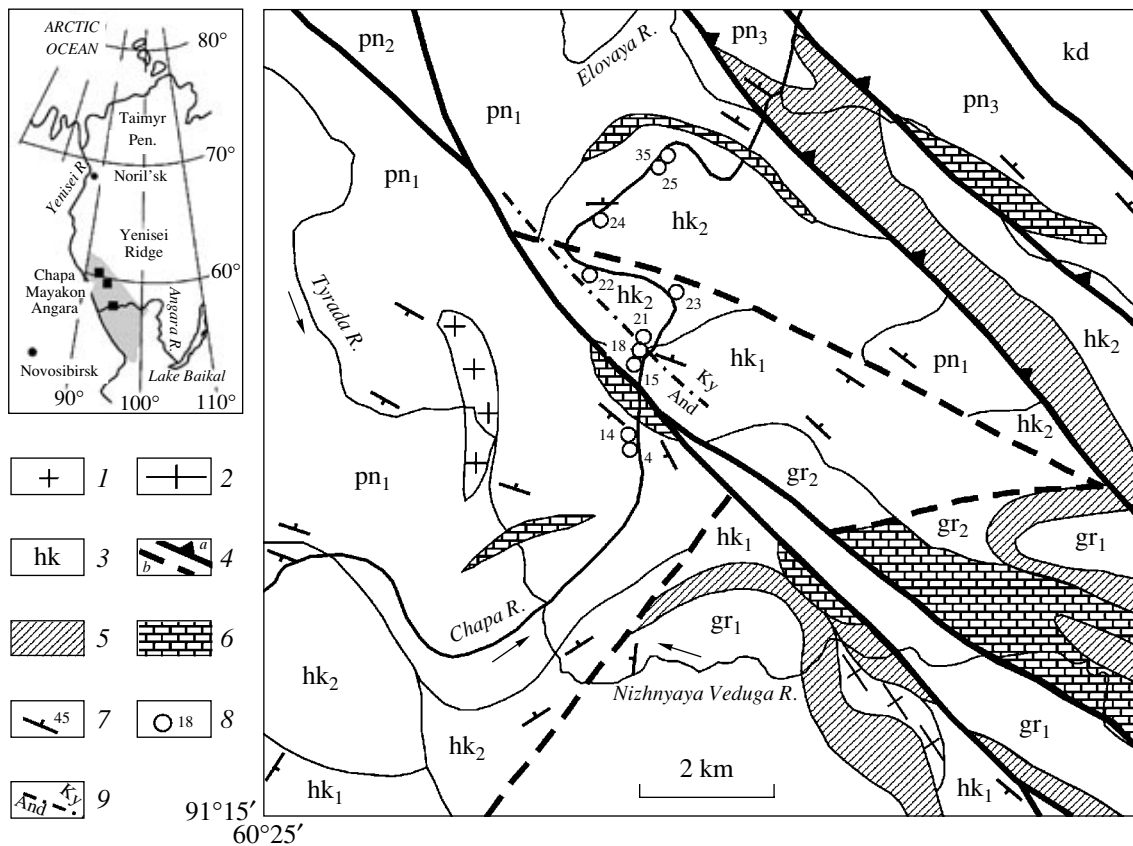 ARCTIC
OCEAN
80°
Taimyr
Pen.
70°
Noril'sk
Yenisei R.
Yenisei
Ridge
60°
Chapa
Mayakon
Angara
Angara R.
Novosibirsk
Lake Baikal
90°
100°
110°
1
2
hk
3
a
b
4
5
6
45
7
18
8
And
Ky
9
pn2
Elovaya R.
pn3
kd
pn3
pn1
pn1
35
25
24
hk2
22
hk2
23
Tyrada R.
21
18
15
hk1
Ky
And
pn1
hk2
hk2
14
4
pn1
gr2
gr2
gr1
hk1
Chapa R.
gr1
Nizhnyaya Veduga R.
hk2
hk2
gr1
2 km
hk1
hk1
91°15′
60°25′